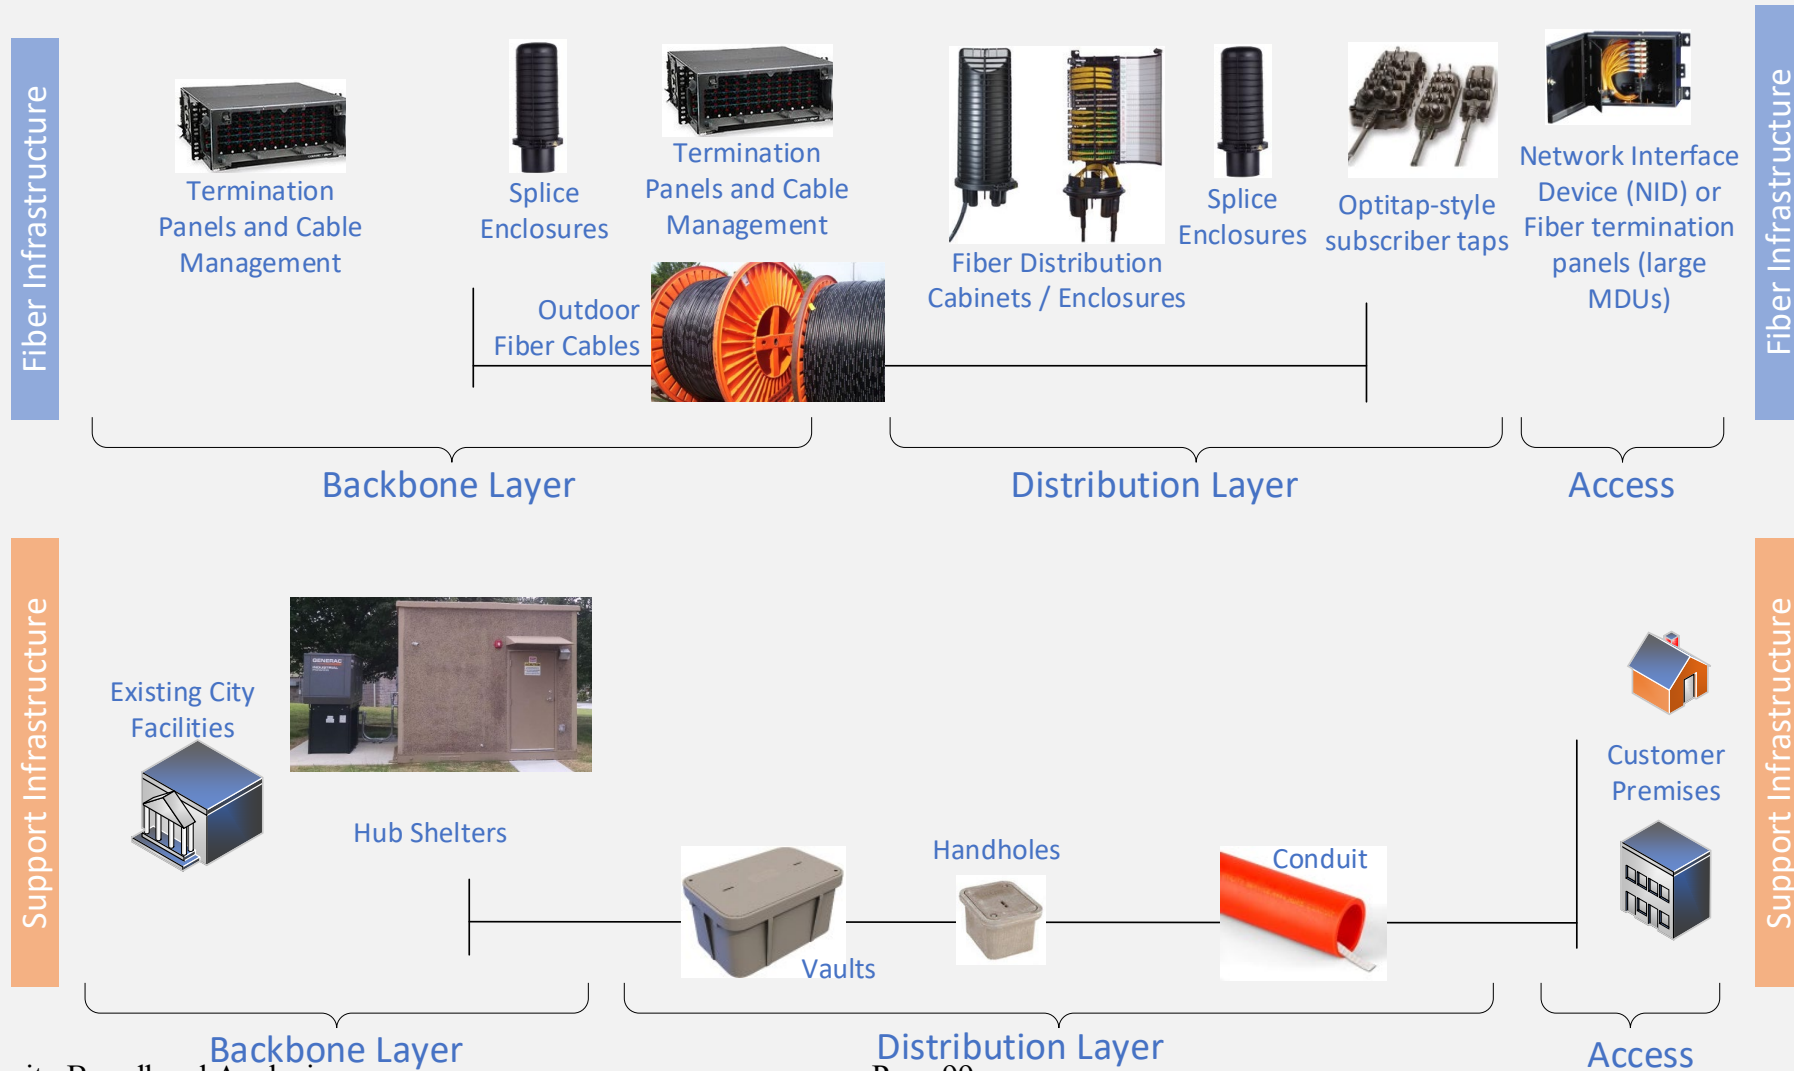 Fiber Infrastructure
Termination
Panels and Cable
Management
Splice
Enclosures
Termination
Panels and Cable
Management
Outdoor
Fiber Cables
Fiber Distribution
Cabinets / Enclosures
Splice
Enclosures
Optitap-style
subscriber taps
Network Interface
Device (NID) or
Fiber termination
panels (large
MDUs)
Fiber Infrastructure
Backbone Layer
Distribution Layer
Access
Support Infrastructure
Existing City
Facilities
GENERAC
Hub Shelters
Vaults
Handholes
Conduit
Customer
Premises
Support Infrastructure
Backbone Layer
Distribution Layer
Access